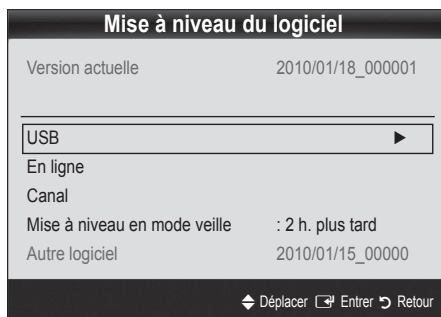 Mise à niveau du logiciel
Version actuelle 2010/01/18_000001
USB ►
En ligne
Canal
Mise à niveau en mode veille : 2 h. plus tard
Autre logiciel 2010/01/15_00000
Déplacer Entrer Retour